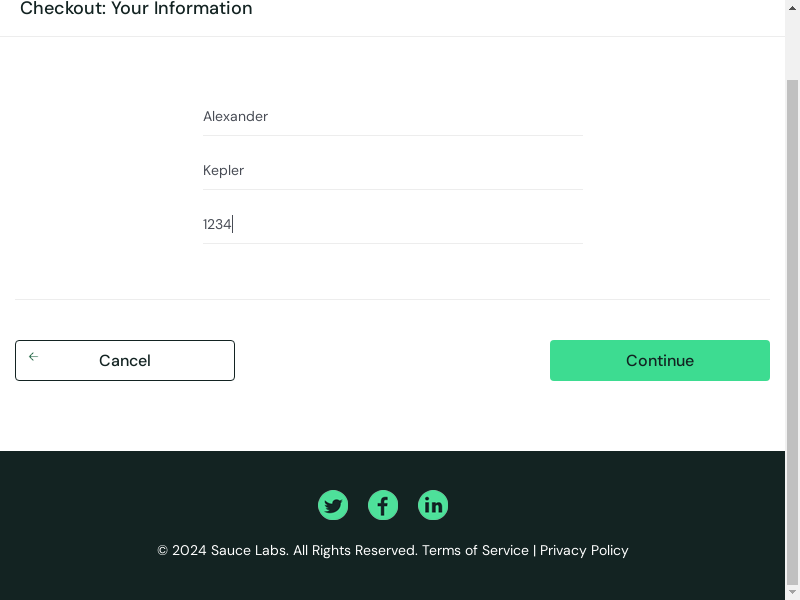 Checkout: Your Information
Alexander
Kepler
1234
Cancel
Continue
© 2024 Sauce Labs. All Rights Reserved. Terms of Service | Privacy Policy